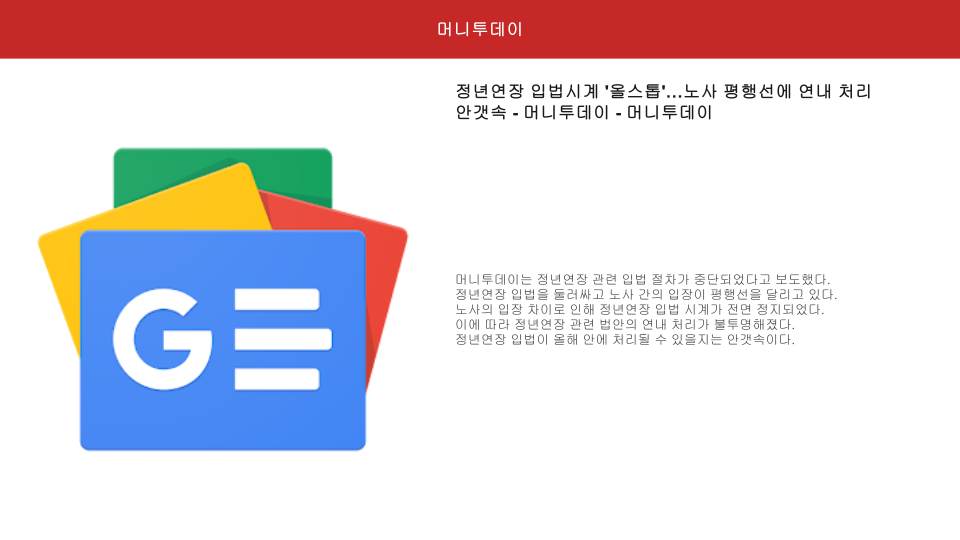 머니투데이
정년연장 입법시계 '올스톱'...노사 평행선에 연내 처리
안갯속 - 머니투데이 - 머니투데이
GE
머니투데이는 정년연장 관련 입법 절차가 중단되었다고 보도했다.
정년연장 입법을 둘러싸고 노사 간의 입장이 평행선을 달리고 있다.
노사의 입장 차이로 인해 정년연장 입법 시계가 전면 정지되었다.
이에 따라 정년연장 관련 법안의 연내 처리가 불투명해졌다.
정년연장 입법이 올해 안에 처리될 수 있을지는 안갯속이다.